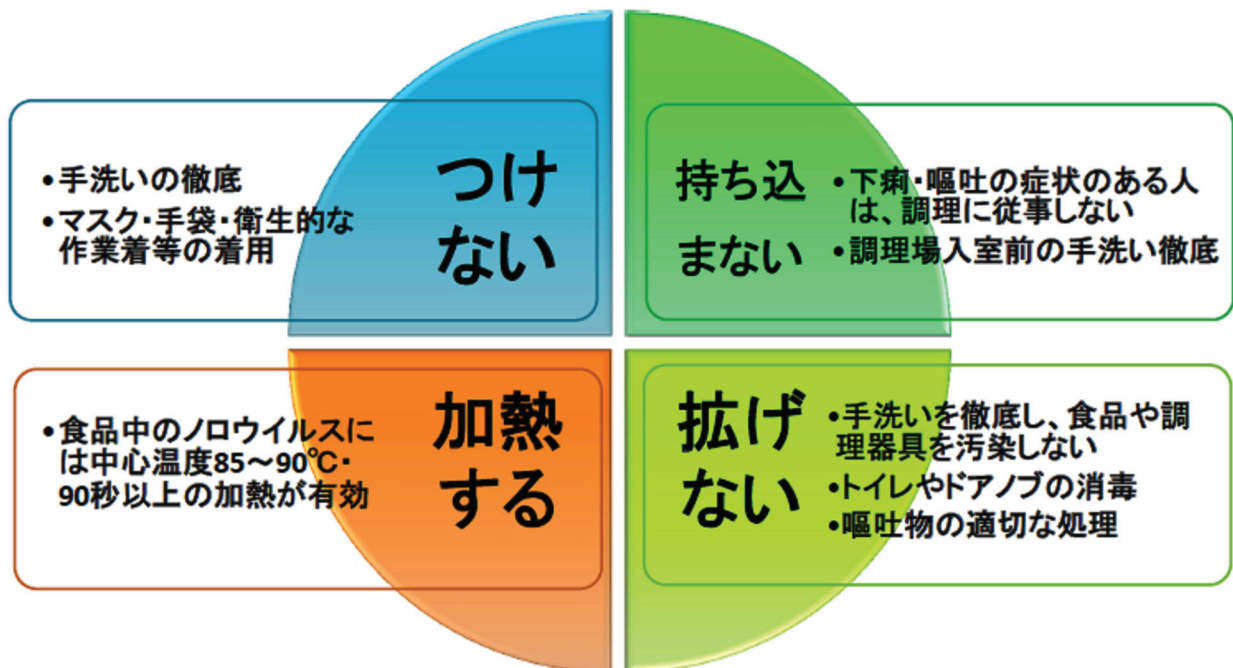 つけ
ない
•手洗いの徹底
•マスク・手袋・衛生的な
作業着等の着用
持ち込
まない
•下痢・嘔吐の症状のある人
は、調理に従事しない
•調理場入室前の手洗い徹底
加熱
する
•食品中のノロウイルスに
は中心温度85～90℃・
90秒以上の加熱が有効
拡げ
ない
•手洗いを徹底し、食品や調
理器具を汚染しない
•トイレやドアノブの消毒
•嘔吐物の適切な処理